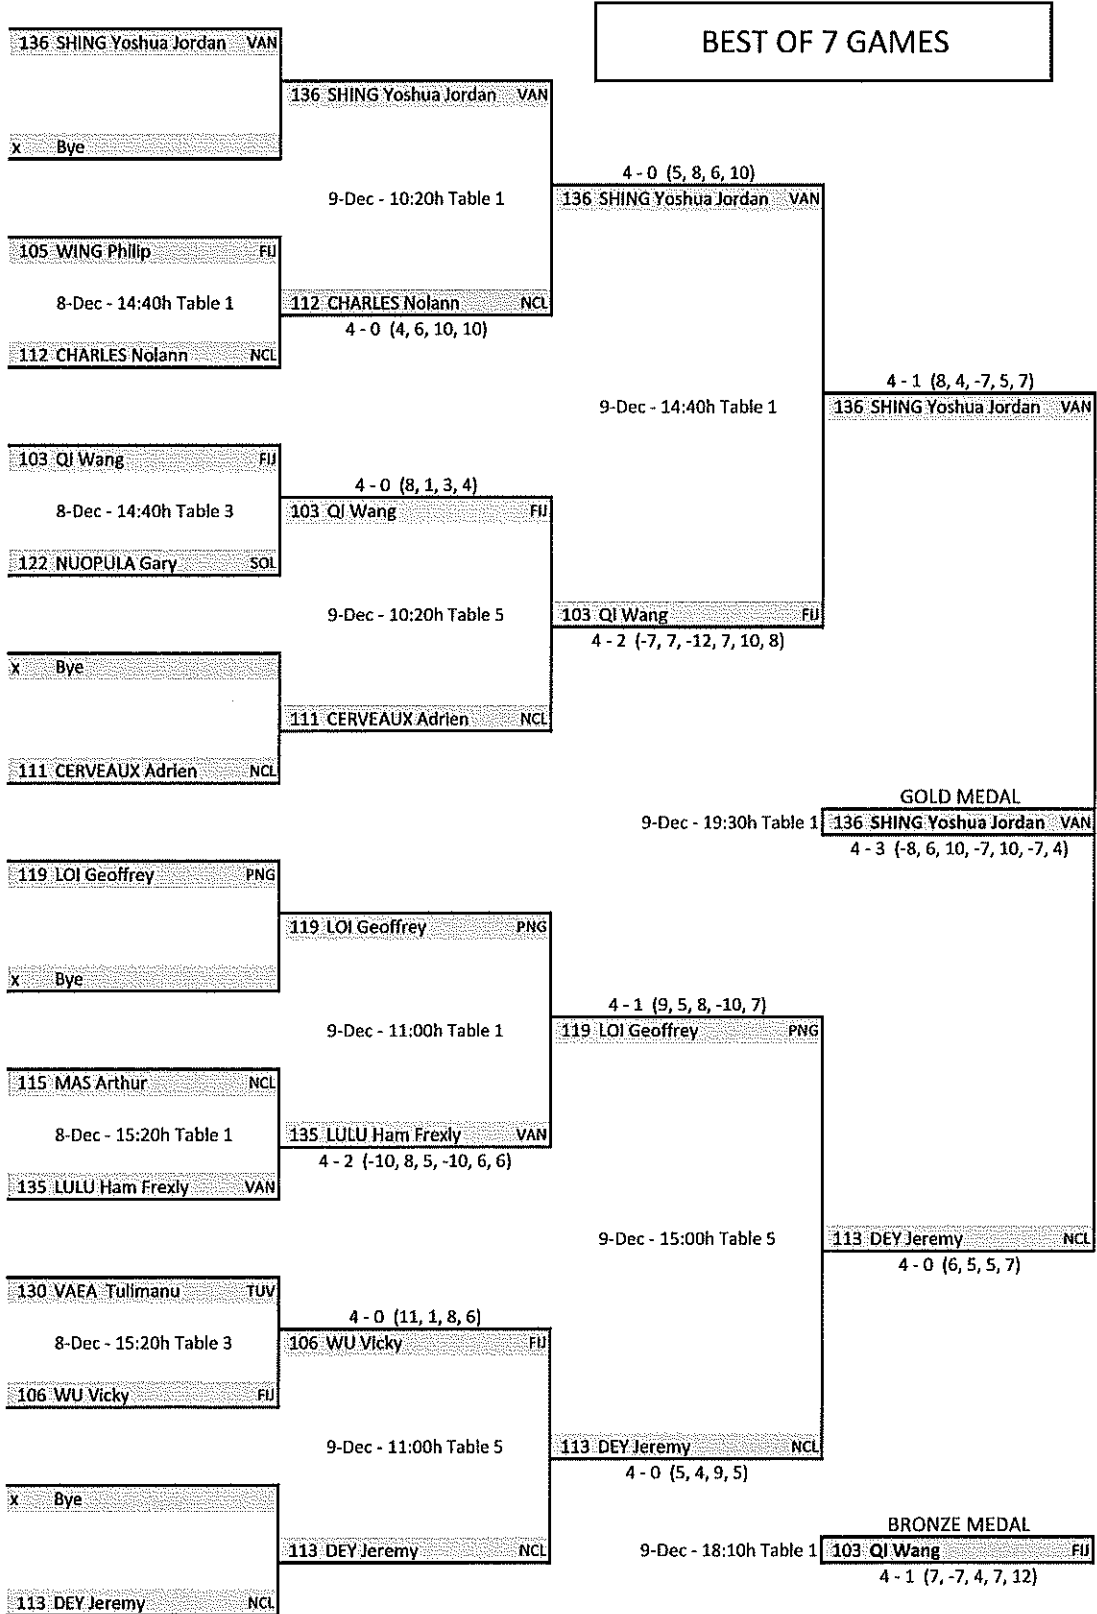 BEST OF 7 GAMES
136 SHING Yoshua Jordan VAN
136 SHING Yoshua Jordan VAN
x Bye
4 - 0 (5, 8, 6, 10)
9-Dec - 10:20h Table 1
136 SHING Yoshua Jordan VAN
105 WING Philip FIJ
8-Dec - 14:40h Table 1
112 CHARLES Nolann NCL
4 - 0 (4, 6, 10, 10)
112 CHARLES Nolann NCL
4 - 1 (8, 4, -7, 5, 7)
9-Dec - 14:40h Table 1
136 SHING Yoshua Jordan VAN
103 QI Wang FIJ
4 - 0 (8, 1, 3, 4)
8-Dec - 14:40h Table 3
103 QI Wang FIJ
122 NUOPULA Gary SOL
9-Dec - 10:20h Table 5
103 QI Wang FIJ
4 - 2 (-7, 7, -12, 7, 10, 8)
x Bye
111 CERVEAUX Adrien NCL
111 CERVEAUX Adrien NCL
GOLD MEDAL
9-Dec - 19:30h Table 1
136 SHING Yoshua Jordan VAN
4 - 3 (-8, 6, 10, -7, 10, -7, 4)
119 LOI Geoffrey PNG
119 LOI Geoffrey PNG
x Bye
4 - 1 (9, 5, 8, -10, 7)
9-Dec - 11:00h Table 1
119 LOI Geoffrey PNG
115 MAS Arthur NCL
8-Dec - 15:20h Table 1
135 LULU Ham Frexly VAN
4 - 2 (-10, 8, 5, -10, 6, 6)
135 LULU Ham Frexly VAN
9-Dec - 15:00h Table 5
113 DEY Jeremy NCL
4 - 0 (6, 5, 5, 7)
130 VAEA Tulimanu TUV
4 - 0 (11, 1, 8, 6)
8-Dec - 15:20h Table 3
106 WU Vicky FIJ
106 WU Vicky FIJ
9-Dec - 11:00h Table 5
113 DEY Jeremy NCL
4 - 0 (5, 4, 9, 5)
x Bye
BRONZE MEDAL
113 DEY Jeremy NCL
9-Dec - 18:10h Table 1
103 QI Wang FIJ
4 - 1 (7, -7, 4, 7, 12)
113 DEY Jeremy NCL